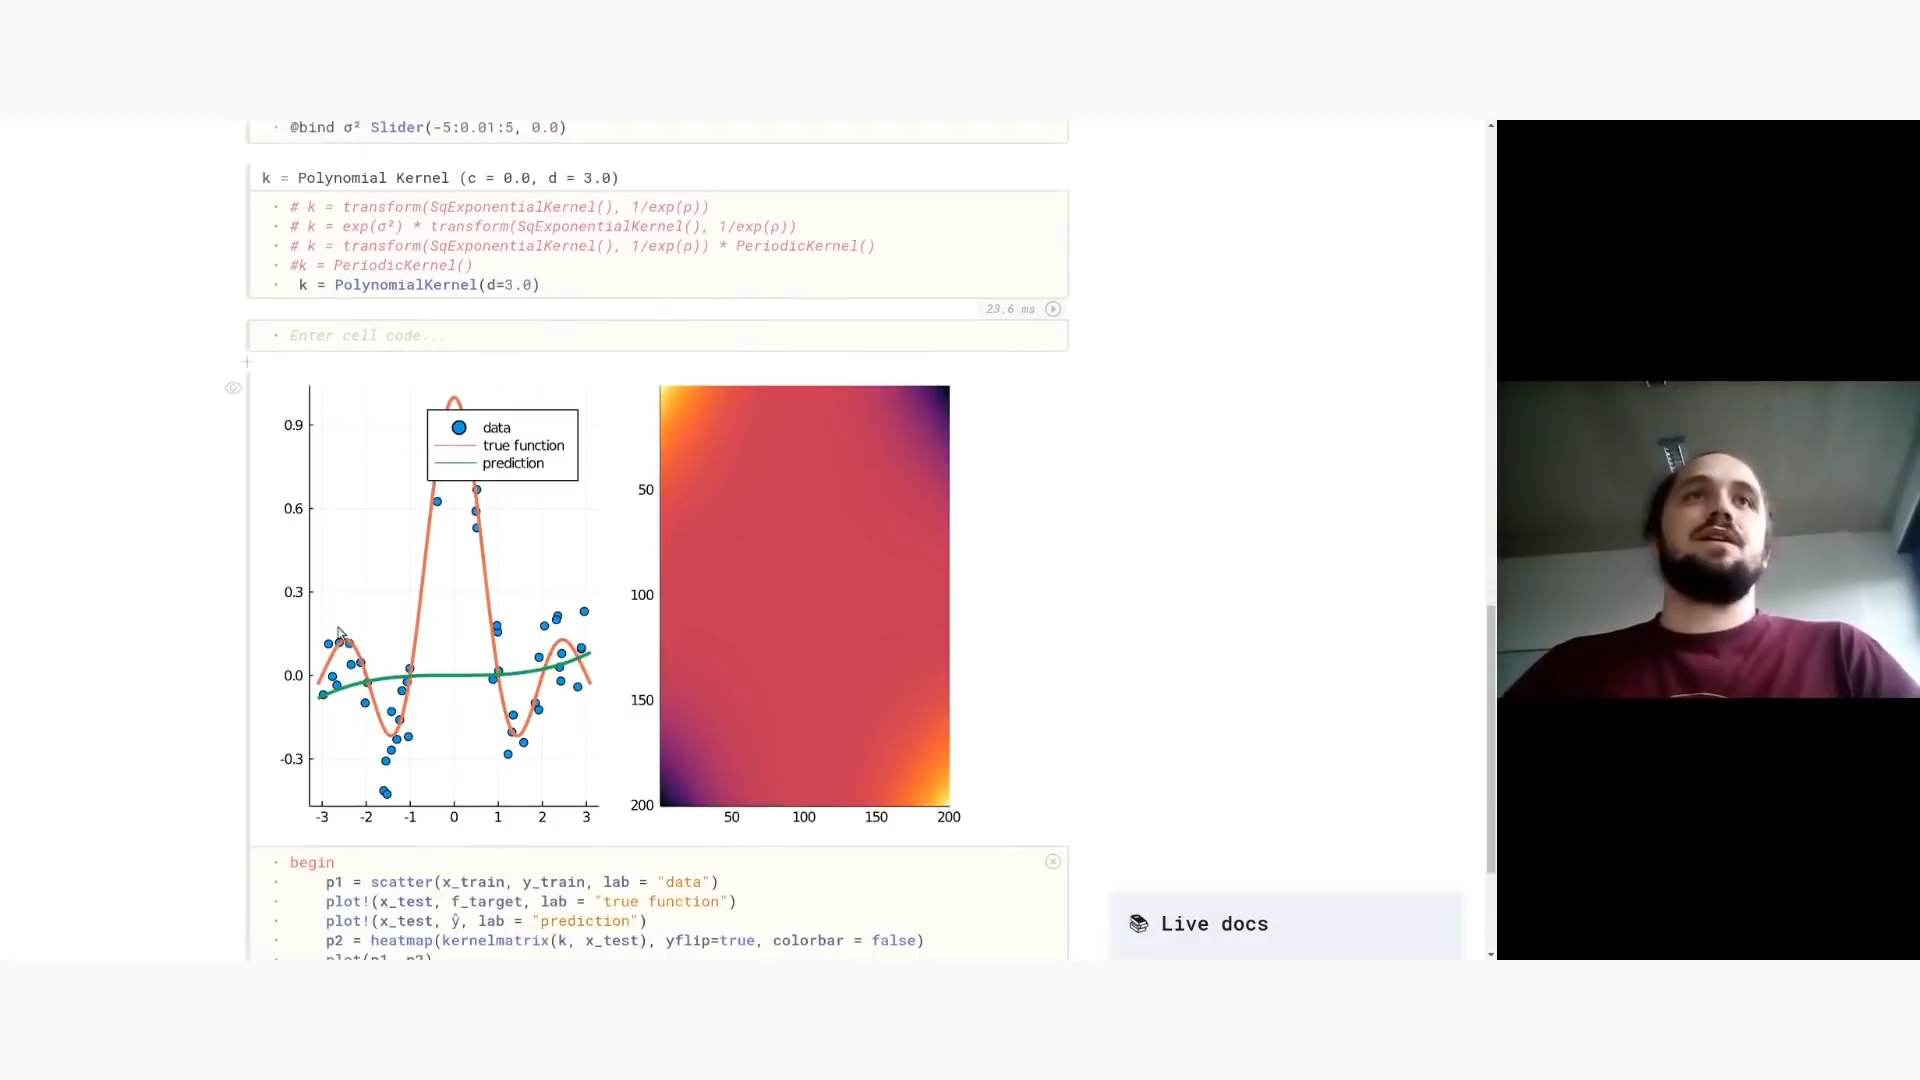 @bind σ² Slider(-5:0.01:5, 0.0)
k = Polynomial Kernel (c = 0.0, d = 3.0)
# k = transform(SqExponentialKernel(), 1/exp(ρ))
# k = exp(σ²) * transform(SqExponentialKernel(), 1/exp(ρ))
# k = transform(SqExponentialKernel(), 1/exp(ρ)) * PeriodicKernel()
#k = PeriodicKernel()
k = PolynomialKernel(d=3.0)
23.6 ms
Enter cell code...
data
true function
prediction
0.9
0.6
0.3
0.0
-0.3
-3 -2 -1 0 1 2 3
50
100
150
200
50 100 150 200
begin
p1 = scatter(x_train, y_train, lab = "data")
plot!(x_test, f_target, lab = "true function")
plot!(x_test, ŷ, lab = "prediction")
p2 = heatmap(kernelmatrix(k, x_test), yflip=true, colorbar = false)
plot(p1, p2)
Live docs